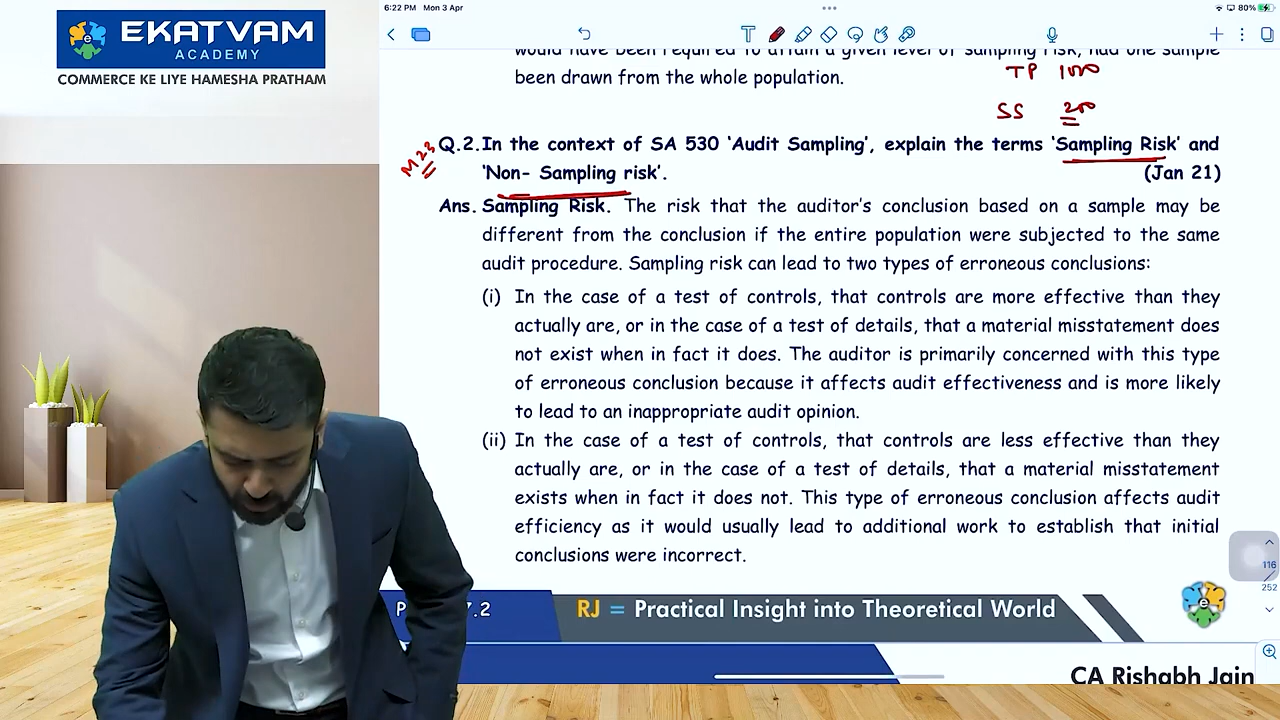 6:22 PM Mon 3 Apr
80%
EKATVAM
ACADEMY
COMMERCE KE LIYE HAMESHA PRATHAM
would have been required to attain a given level of sampling risk, had one sample
been drawn from the whole population.
TP 1000
SS 200
M23
Q.2. In the context of SA 530 ‘Audit Sampling’, explain the terms ‘Sampling Risk’ and
‘Non- Sampling risk’. (Jan 21)
Ans. Sampling Risk. The risk that the auditor’s conclusion based on a sample may be
different from the conclusion if the entire population were subjected to the same
audit procedure. Sampling risk can lead to two types of erroneous conclusions:
(i) In the case of a test of controls, that controls are more effective than they
actually are, or in the case of a test of details, that a material misstatement does
not exist when in fact it does. The auditor is primarily concerned with this type
of erroneous conclusion because it affects audit effectiveness and is more likely
to lead to an inappropriate audit opinion.
(ii) In the case of a test of controls, that controls are less effective than they
actually are, or in the case of a test of details, that a material misstatement
exists when in fact it does not. This type of erroneous conclusion affects audit
efficiency as it would usually lead to additional work to establish that initial
conclusions were incorrect.
116
252
P 7.2
RJ = Practical Insight into Theoretical World
CA Rishabh Jain